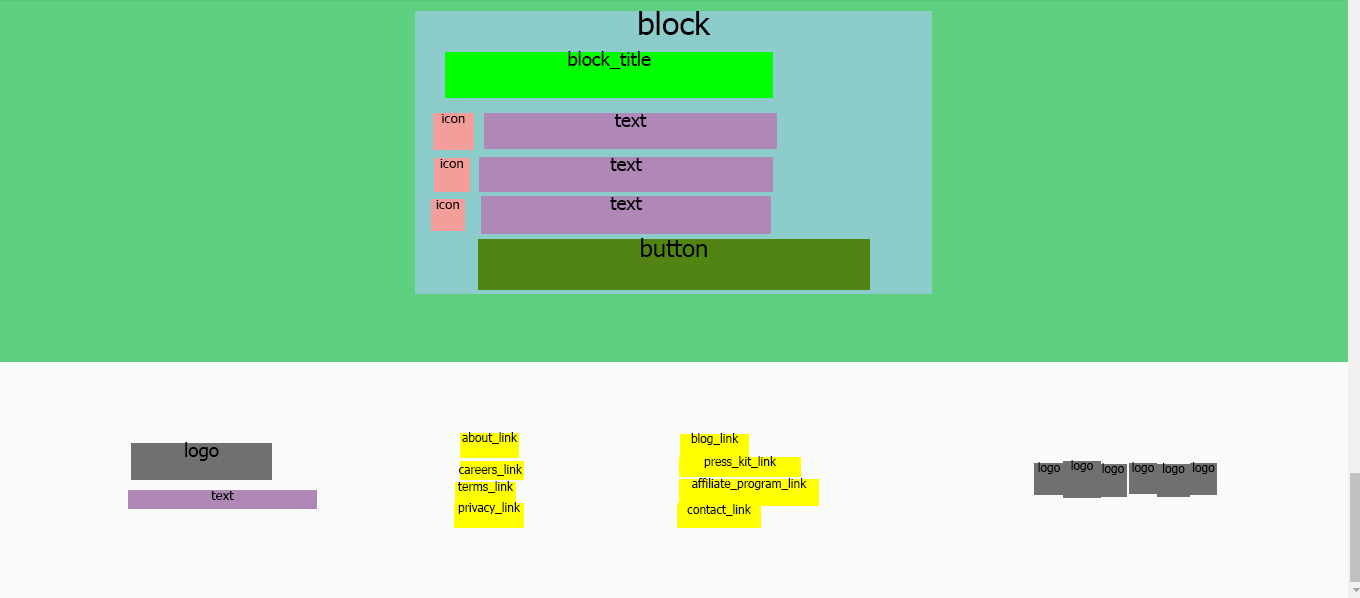 block
block_title
icon text
icon text
icon text
button
logo
text
about_link
careers_link
terms_link
privacy_link
blog_link
press_kit_link
affiliate_program_link
contact_link
logo logo logo logo logo logo